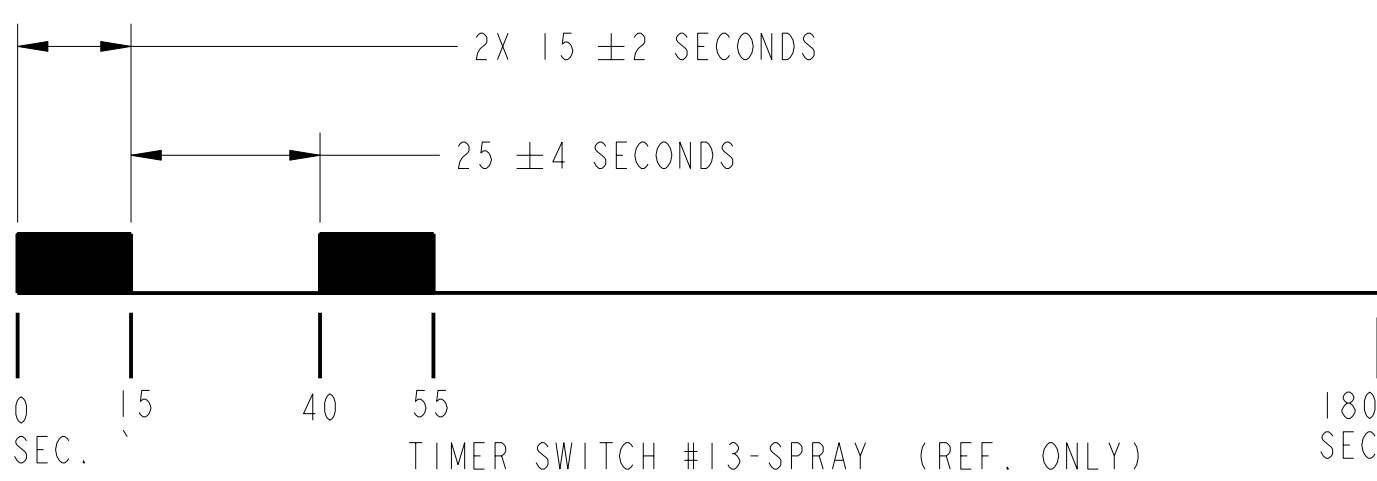 2X 15 ±2 SECONDS
25 ±4 SECONDS
0 15 40 55 180
SEC. SEC
TIMER SWITCH #13-SPRAY (REF. ONLY)